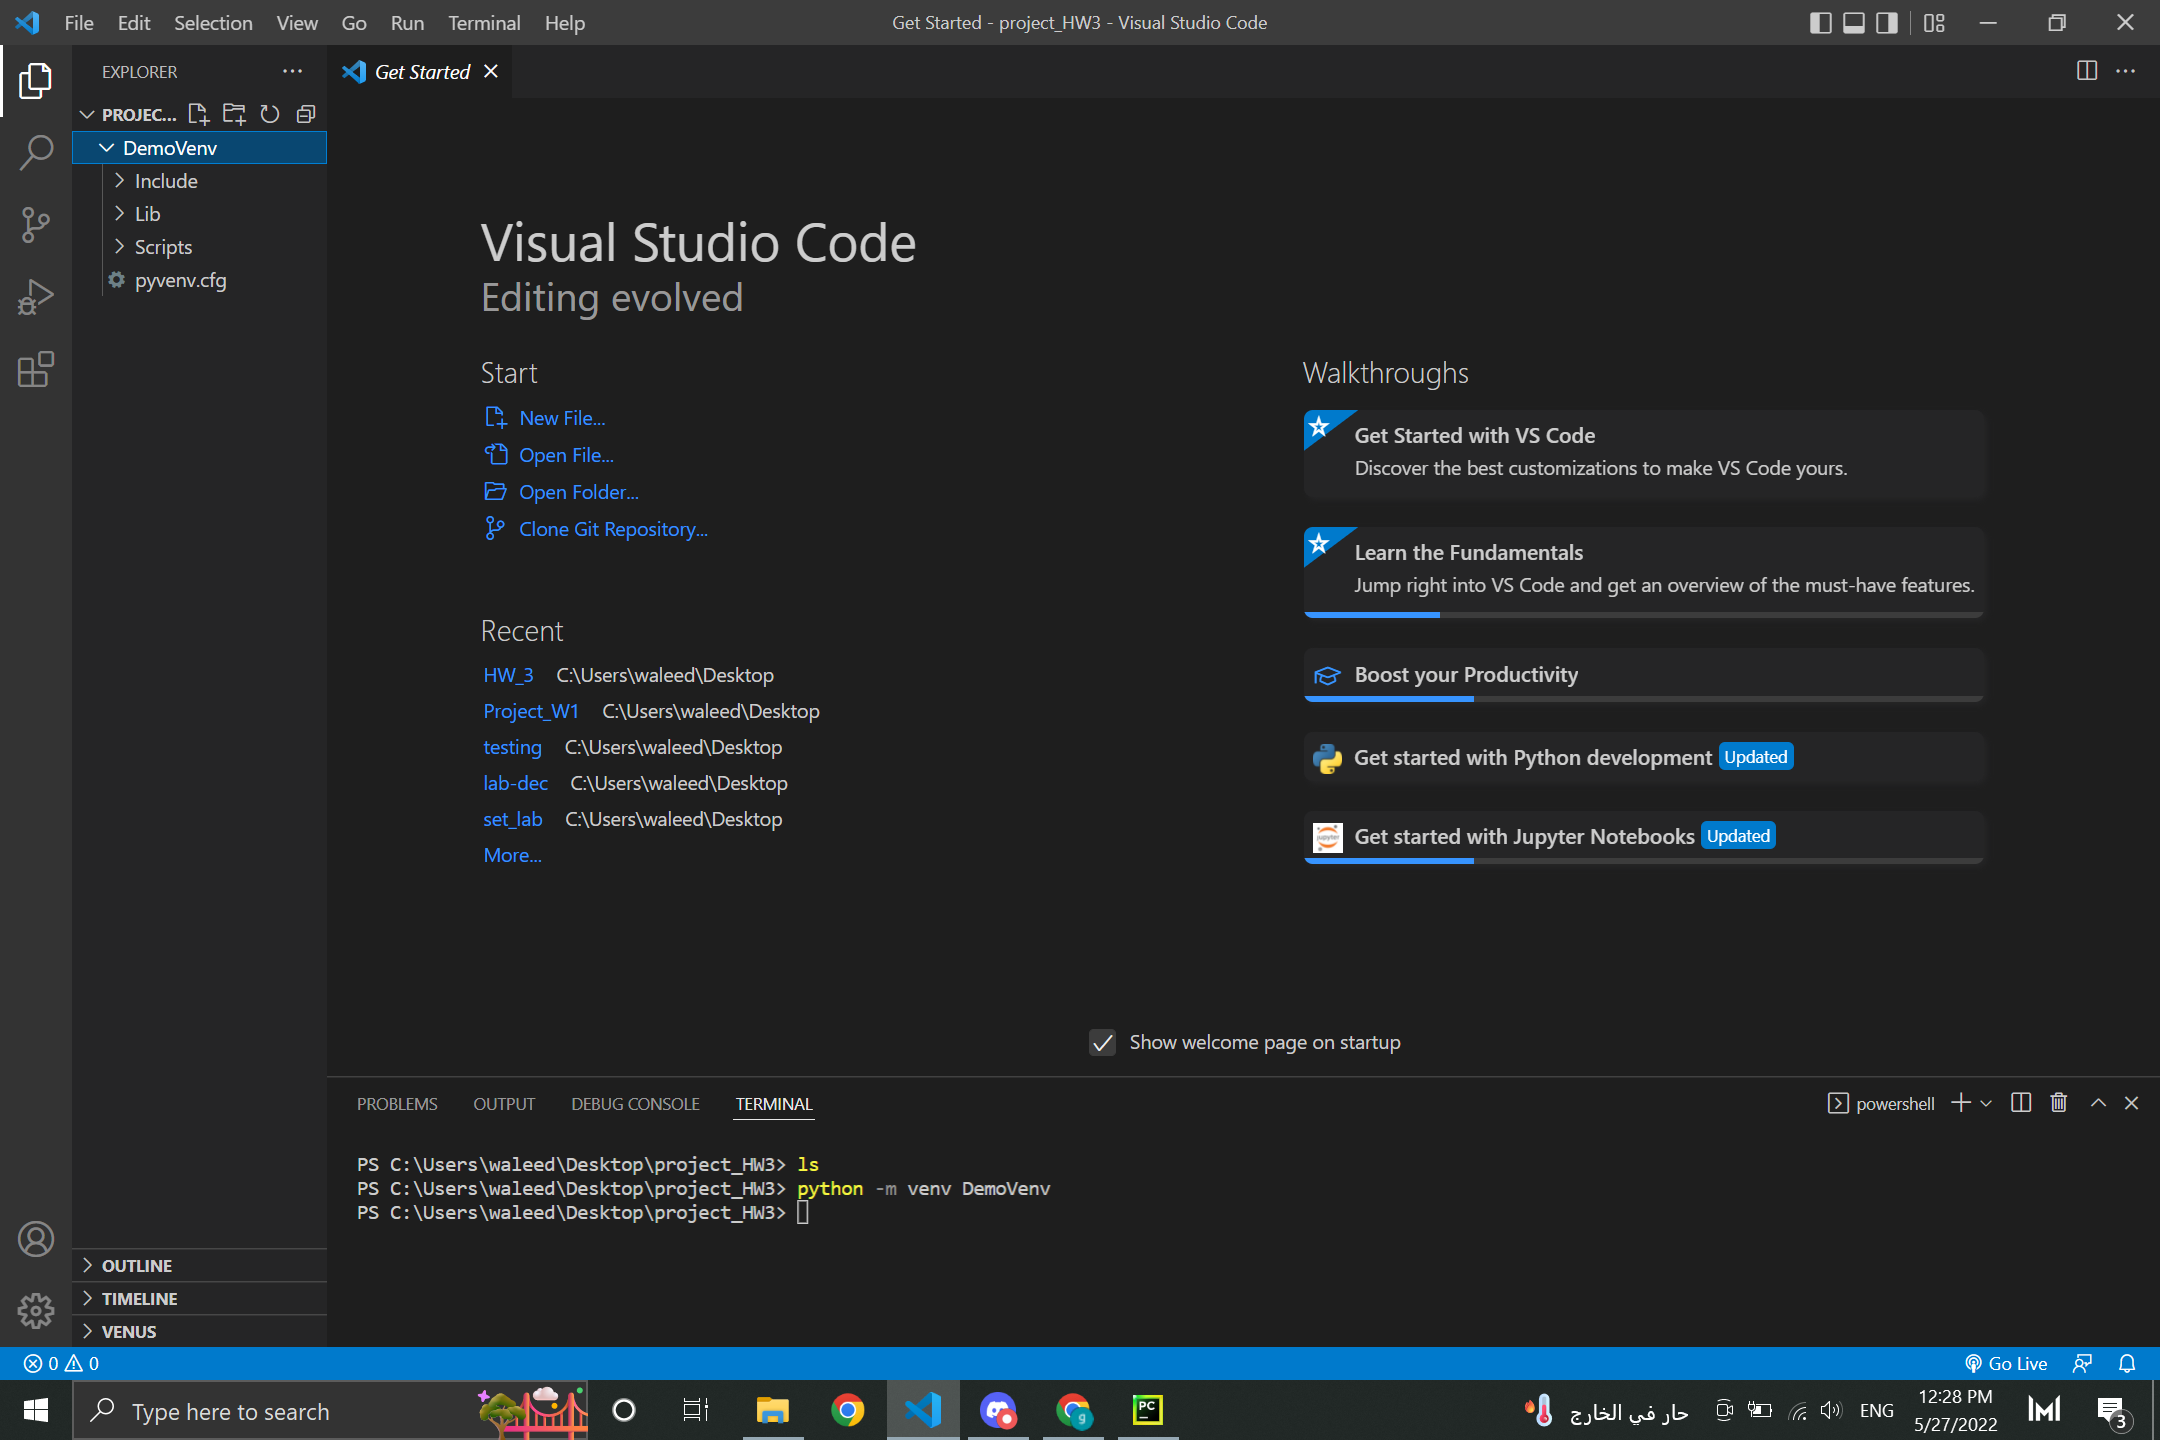 File Edit Selection View Go Run Terminal Help
Get Started - project_HW3 - Visual Studio Code
EXPLORER
PROJEC...
DemoVenv
Include
Lib
Scripts
pyvenv.cfg
OUTLINE
TIMELINE
VENUS
Get Started
Visual Studio Code
Editing evolved
Start
New File...
Open File...
Open Folder...
Clone Git Repository...
Recent
HW_3 C:\Users\waleed\Desktop
Project_W1 C:\Users\waleed\Desktop
testing C:\Users\waleed\Desktop
lab-dec C:\Users\waleed\Desktop
set_lab C:\Users\waleed\Desktop
More...
Walkthroughs
Get Started with VS Code
Discover the best customizations to make VS Code yours.
Learn the Fundamentals
Jump right into VS Code and get an overview of the must-have features.
Boost your Productivity
Get started with Python development Updated
Get started with Jupyter Notebooks Updated
Show welcome page on startup
PROBLEMS OUTPUT DEBUG CONSOLE TERMINAL
powershell
PS C:\Users\waleed\Desktop\project_HW3> ls
PS C:\Users\waleed\Desktop\project_HW3> python -m venv DemoVenv
PS C:\Users\waleed\Desktop\project_HW3>
0 0
Go Live
Type here to search
PC
g
حار في الخارج
ENG
12:28 PM
5/27/2022
3